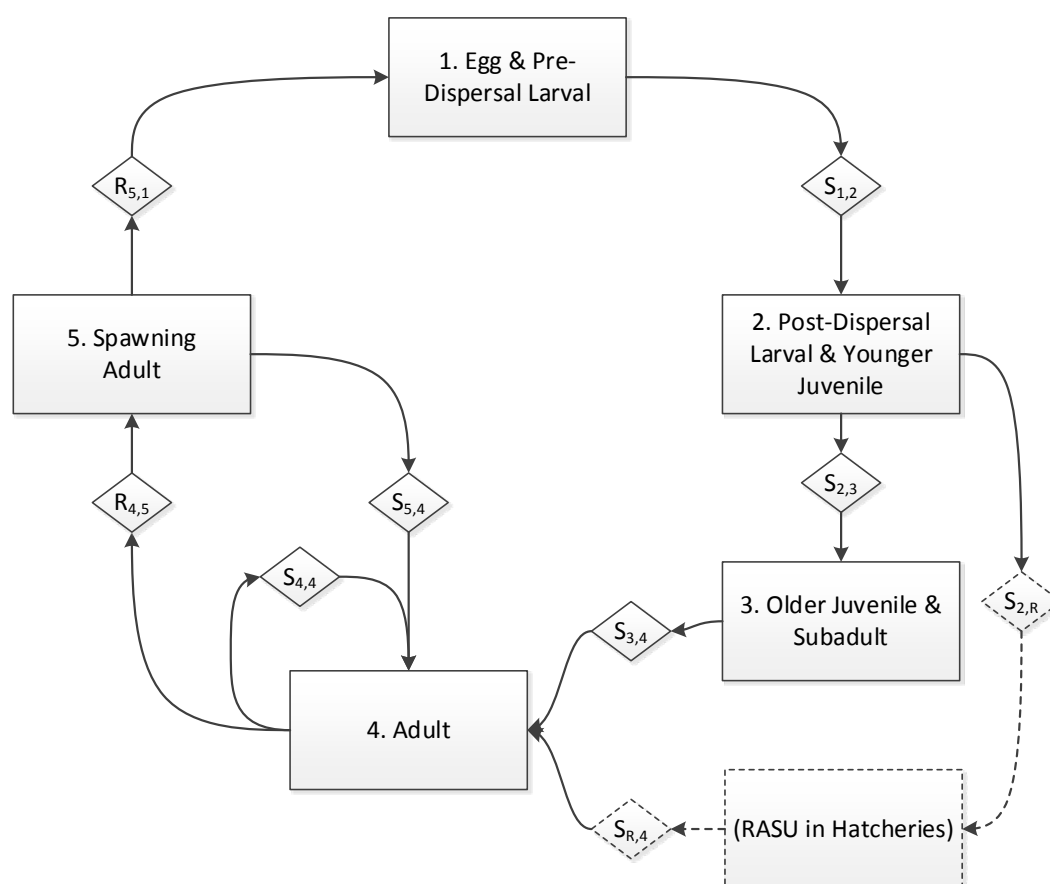 1. Egg & Pre-
Dispersal Larval
R5,1
S1,2
5. Spawning
Adult
2. Post-Dispersal
Larval & Younger
Juvenile
R4,5
S5,4
S2,3
S4,4
3. Older Juvenile &
Subadult
S2,R
S3,4
4. Adult
(RASU in Hatcheries)
SR,4